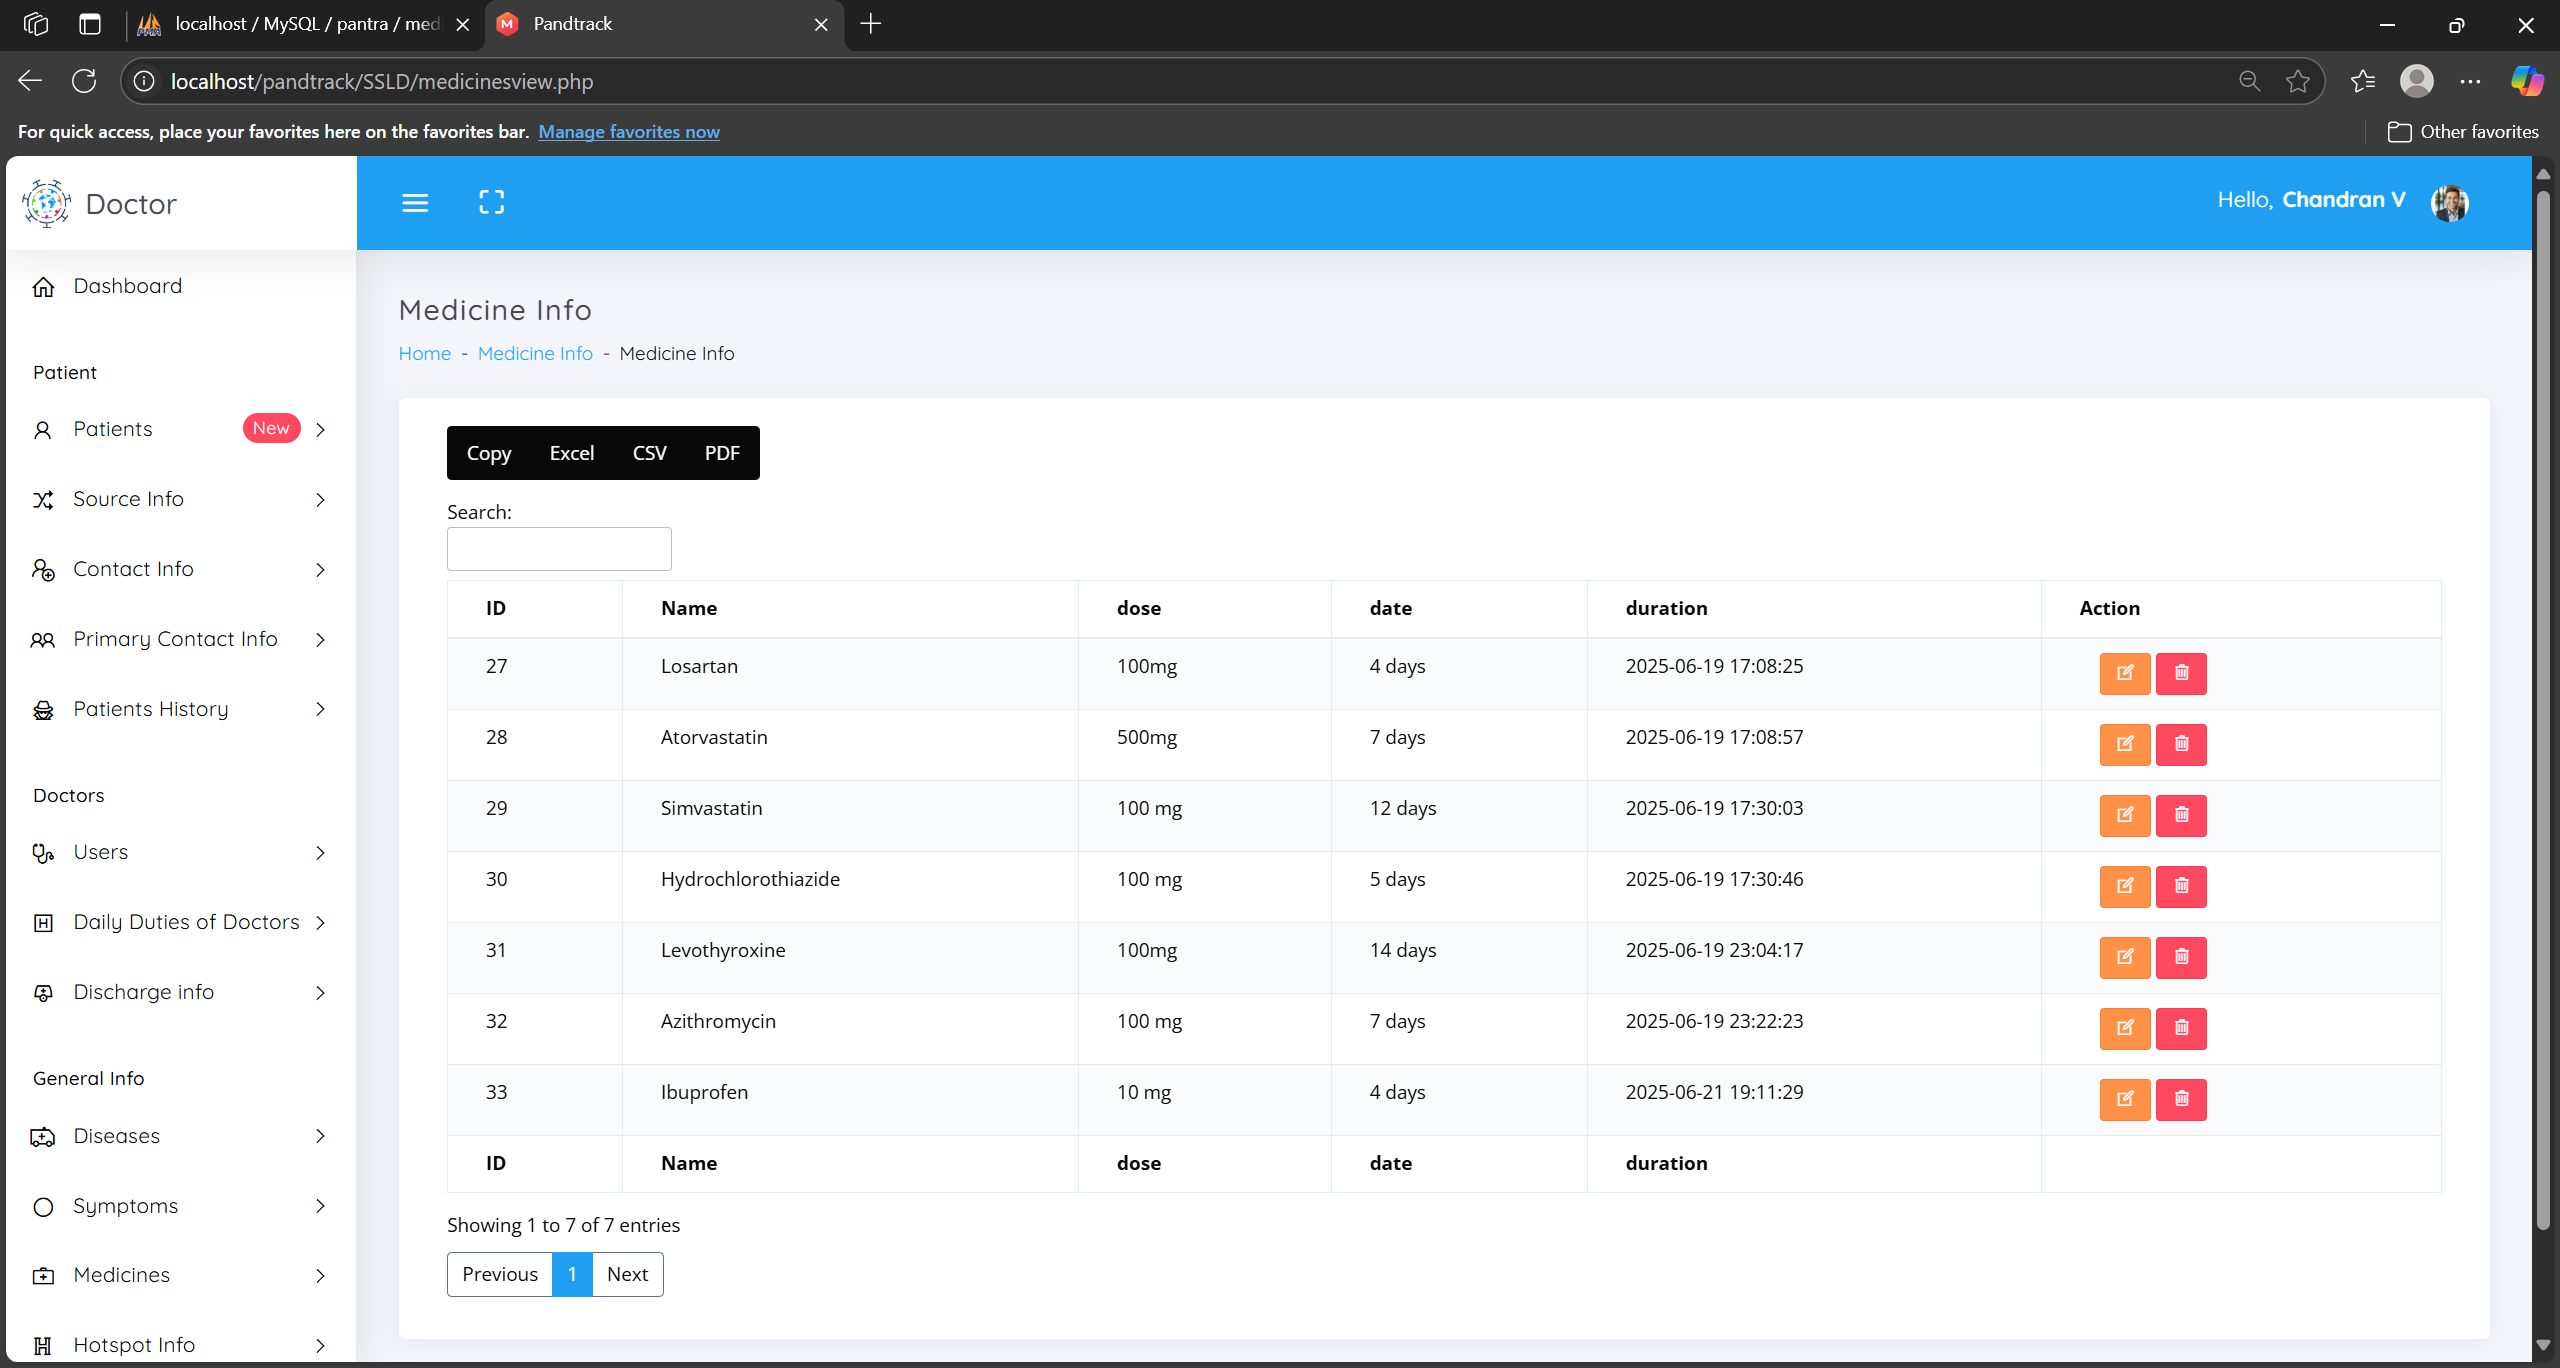 localhost / MySQL / pantra / med
Pandtrack
localhost/pandtrack/SSLD/medicinesview.php
For quick access, place your favorites here on the favorites bar. Manage favorites now
Other favorites
Doctor
Hello, Chandran V
Dashboard
Patient
Patients New
Source Info
Contact Info
Primary Contact Info
Patients History
Doctors
Users
Daily Duties of Doctors
Discharge info
General Info
Diseases
Symptoms
Medicines
Hotspot Info
Medicine Info
Home - Medicine Info - Medicine Info
Copy Excel CSV PDF
Search:
ID Name dose date duration Action
27 Losartan 100mg 4 days 2025-06-19 17:08:25
28 Atorvastatin 500mg 7 days 2025-06-19 17:08:57
29 Simvastatin 100 mg 12 days 2025-06-19 17:30:03
30 Hydrochlorothiazide 100 mg 5 days 2025-06-19 17:30:46
31 Levothyroxine 100mg 14 days 2025-06-19 23:04:17
32 Azithromycin 100 mg 7 days 2025-06-19 23:22:23
33 Ibuprofen 10 mg 4 days 2025-06-21 19:11:29
ID Name dose date duration
Showing 1 to 7 of 7 entries
Previous 1 Next